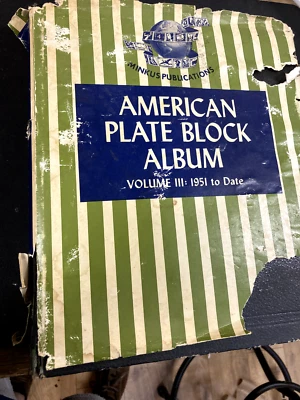 MINKUS PUBLICATIONS
AMERICAN
PLATE BLOCK
ALBUM
VOLUME III: 1951 to Date